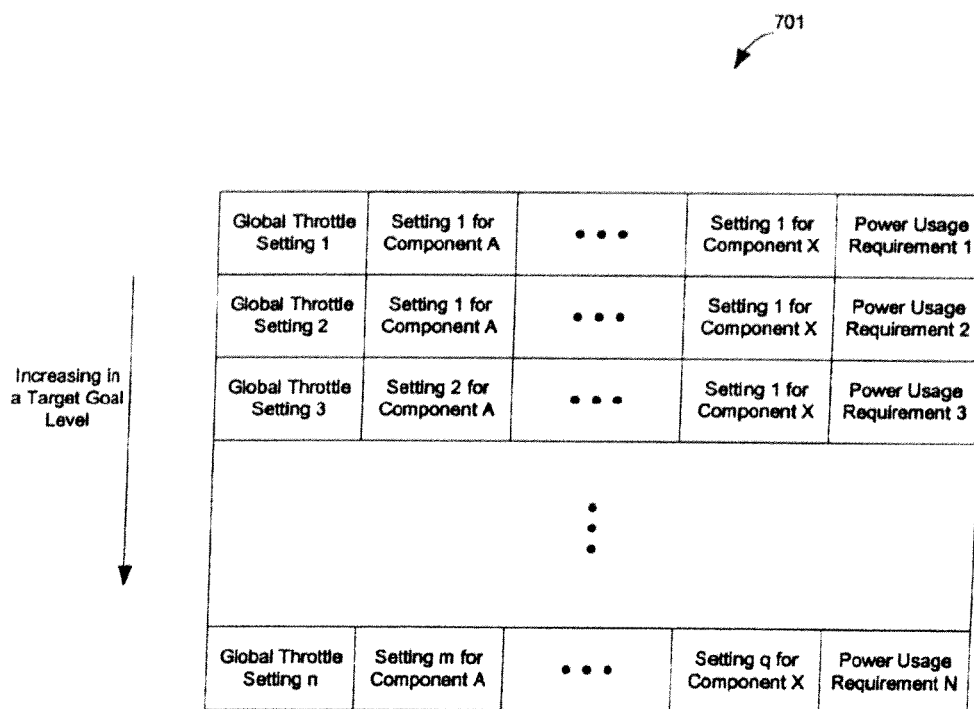 701
Global Throttle
Setting 1
Setting 1 for
Component A
• • •
Setting 1 for
Component X
Power Usage
Requirement 1
Global Throttle
Setting 2
Setting 1 for
Component A
• • •
Setting 1 for
Component X
Power Usage
Requirement 2
Increasing in
a Target Goal
Level
Global Throttle
Setting 3
Setting 2 for
Component A
• • •
Setting 1 for
Component X
Power Usage
Requirement 3
Global Throttle
Setting n
Setting m for
Component A
• • •
Setting q for
Component X
Power Usage
Requirement N